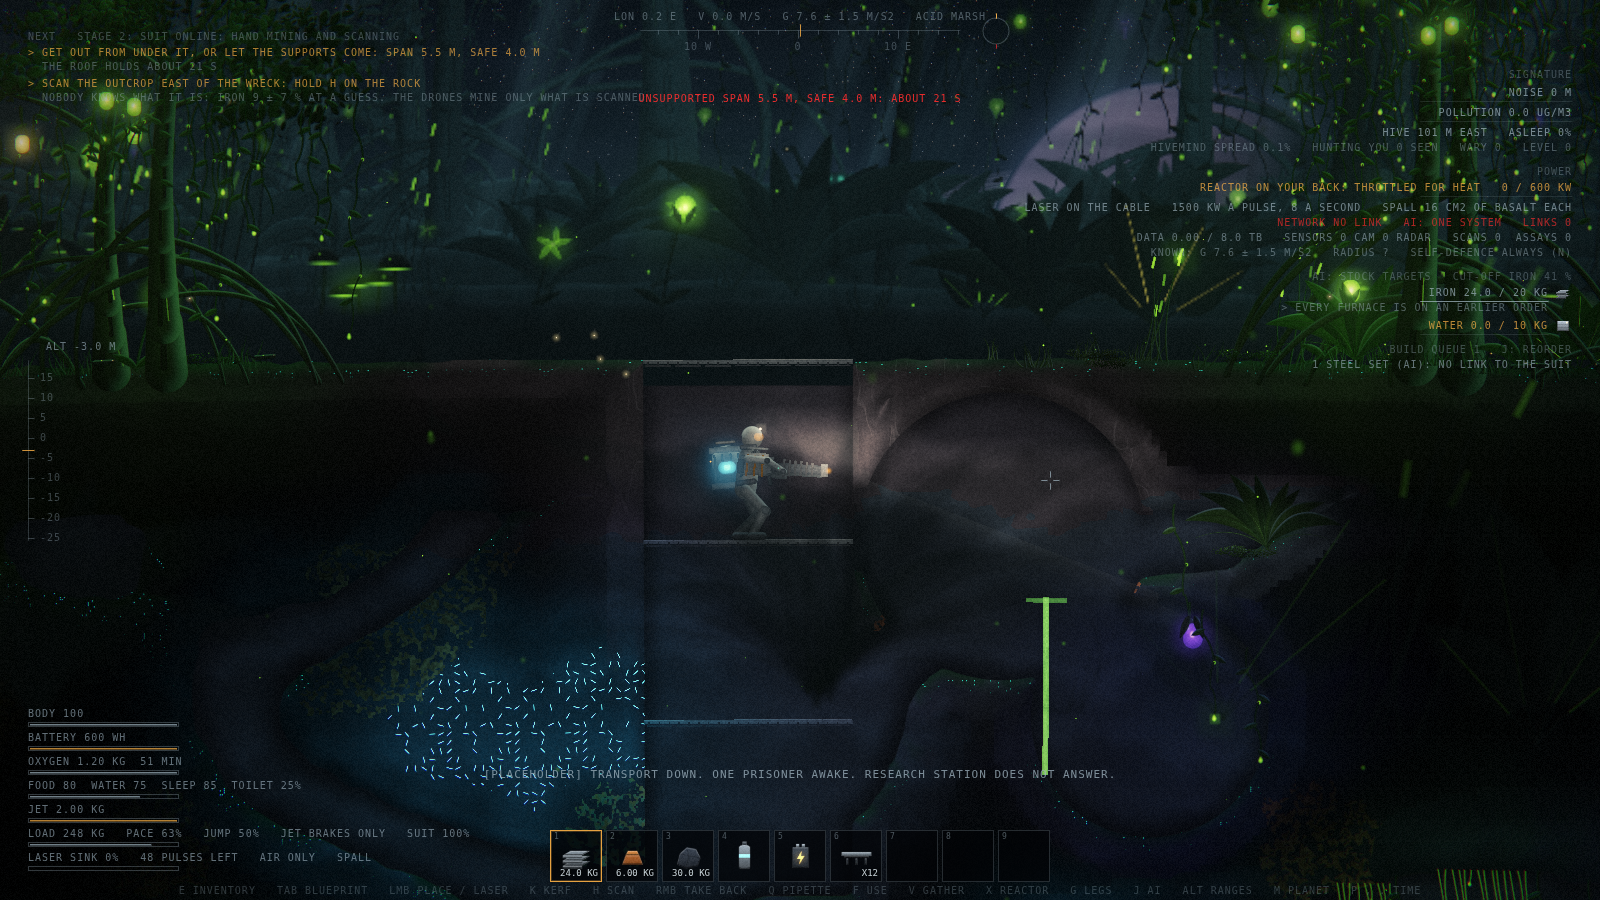 LON 0.2 E   V 0.0 M/S   G 7.6 ± 1.5 M/S2   ACID MARSH
10 W   0   10 E
NEXT   STAGE 2: SUIT ONLINE: HAND MINING AND SCANNING
> GET OUT FROM UNDER IT, OR LET THE SUPPORTS COME: SPAN 5.5 M, SAFE 4.0 M
THE ROOF HOLDS ABOUT 21 S
> SCAN THE OUTCROP EAST OF THE WRECK: HOLD H ON THE ROCK
NOBODY KNOWS WHAT IT IS: IRON 9 ± 7 % AT A GUESS. THE DRONES MINE ONLY WHAT IS SCANNED
UNSUPPORTED SPAN 5.5 M, SAFE 4.0 M: ABOUT 21 S
SIGNATURE
NOISE 0 M
POLLUTION 0.0 UG/M3
HIVE 101 M EAST   ASLEEP 0%
HIVEMIND SPREAD 0.1%   HUNTING YOU 0 SEEN   WARY 0   LEVEL 0
POWER
REACTOR ON YOUR BACK: THROTTLED FOR HEAT   0 / 600 KW
LASER ON THE CABLE   1500 KW A PULSE, 8 A SECOND   SPALL 16 CM2 OF BASALT EACH
NETWORK NO LINK   AI: ONE SYSTEM   LINKS 0
DATA 0.00 / 8.0 TB   SENSORS 0 CAM 0 RADAR   SCANS 0   ASSAYS 0
KNOWN G 7.6 ± 1.5 M/S2   RADIUS ?   SELF-DEFENCE ALWAYS (N)
AI: STOCK TARGETS   CUT-OFF IRON 41 %
IRON 24.0 / 20 KG
> EVERY FURNACE IS ON AN EARLIER ORDER
WATER 0.0 / 10 KG
BUILD QUEUE 1   J: REORDER
1 STEEL SET (AI): NO LINK TO THE SUIT
ALT -3.0 M
15
10
5
0
-5
-10
-15
-20
-25
BODY 100
BATTERY 600 WH
OXYGEN 1.20 KG   51 MIN
FOOD 80   WATER 75   SLEEP 85   TOILET 25%
JET 2.00 KG
LOAD 248 KG   PACE 63%   JUMP 50%   JET BRAKES ONLY   SUIT 100%
LASER SINK 0%   48 PULSES LEFT   AIR ONLY   SPALL
[PLACEHOLDER] TRANSPORT DOWN. ONE PRISONER AWAKE. RESEARCH STATION DOES NOT ANSWER.
1   2   3   4   5   6   7   8   9
24.0 KG   6.00 KG   30.0 KG   X12
E INVENTORY   TAB BLUEPRINT   LMB PLACE / LASER   K KERF   H SCAN   RMB TAKE BACK   Q PIPETTE   F USE   V GATHER   X REACTOR   G LEGS   J AI   ALT RANGES   M PLANET   TIME